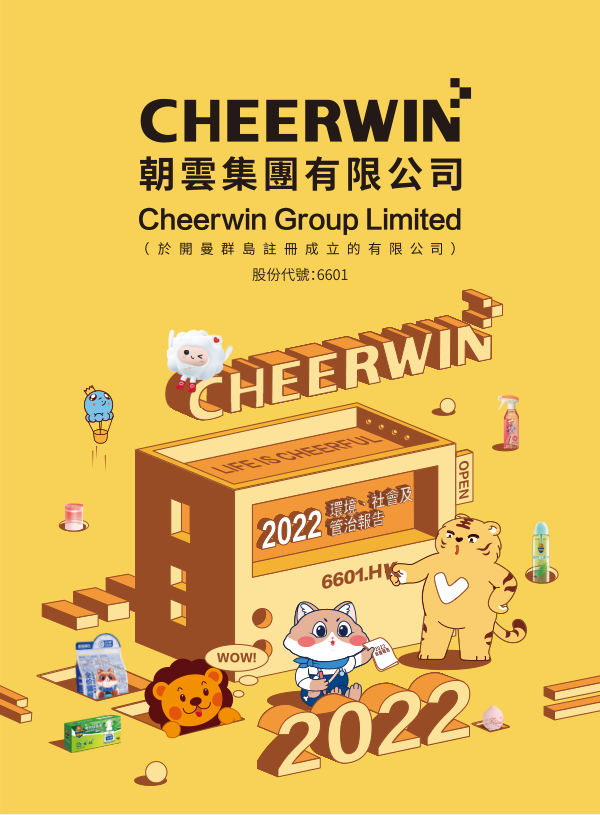 CHEERWIN
朝雲集團有限公司
Cheerwin Group Limited
（於開曼群島註冊成立的有限公司）
股份代號：6601
CHEERWIN
LIFE IS CHEERFUL
OPEN
2022 環境、社會及
管治報告
6601.HK
WOW!
2022